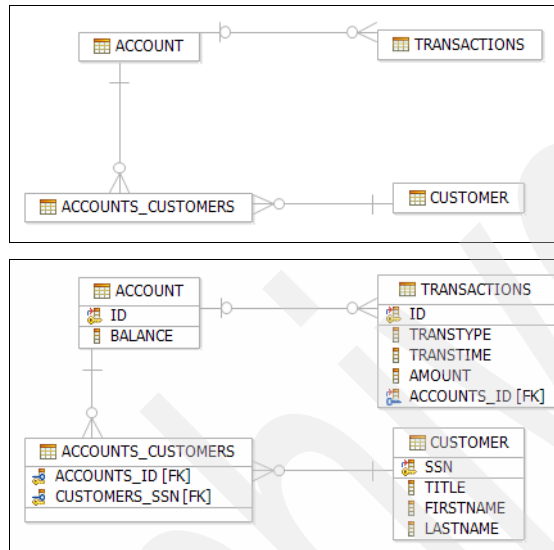 ACCOUNT
TRANSACTIONS
ACCOUNTS_CUSTOMERS
CUSTOMER
ACCOUNT
ID
BALANCE
TRANSACTIONS
ID
TRANSTYPE
TRANSTIME
AMOUNT
ACCOUNTS_ID [FK]
ACCOUNTS_CUSTOMERS
ACCOUNTS_ID [FK]
CUSTOMERS_SSN [FK]
CUSTOMER
SSN
TITLE
FIRSTNAME
LASTNAME